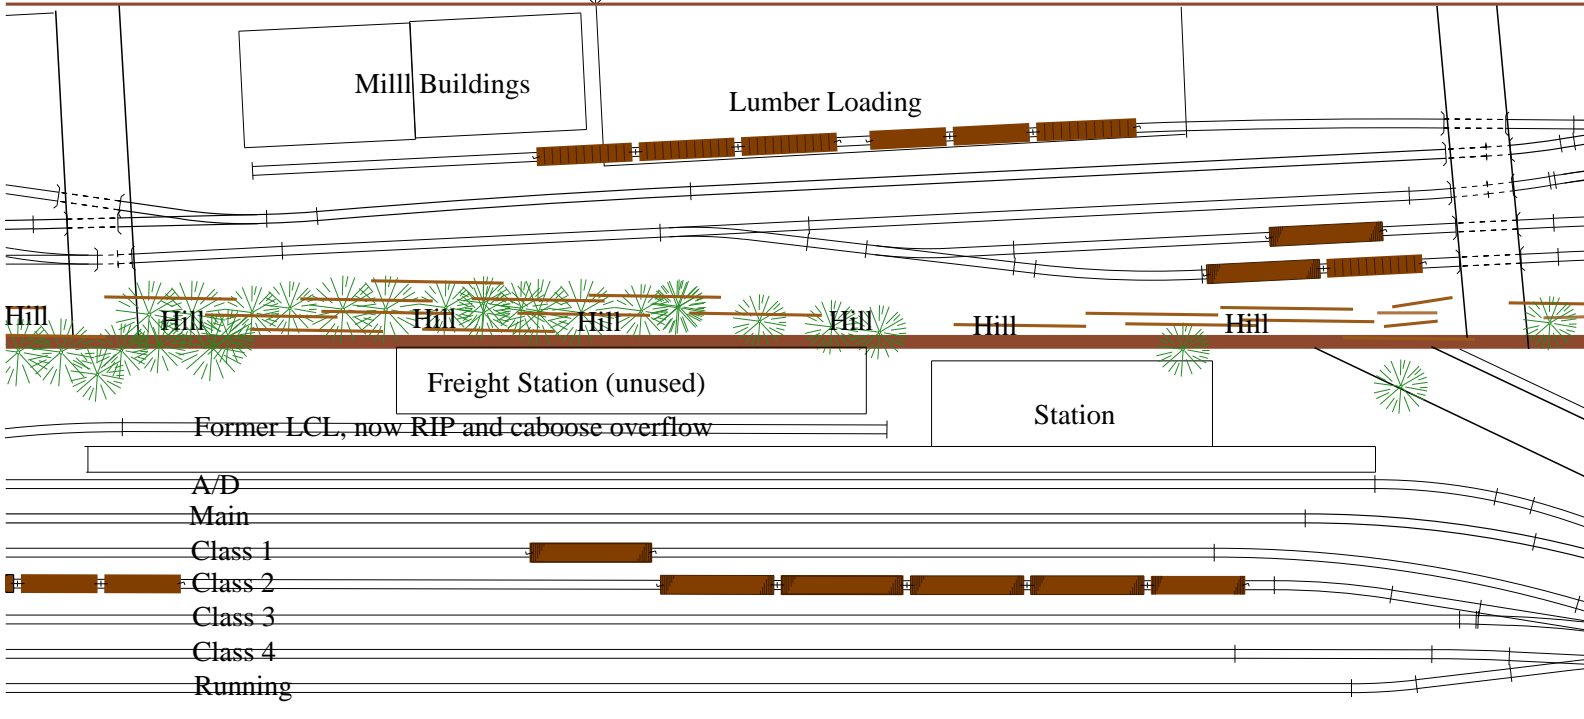 Milll Buildings
Lumber Loading
Hill
Hill
Hill
Hill
Hill
Hill
Hill
Freight Station (unused)
Station
Former LCL, now RIP and caboose overflow
A/D
Main
Class 1
Class 2
Class 3
Class 4
Running